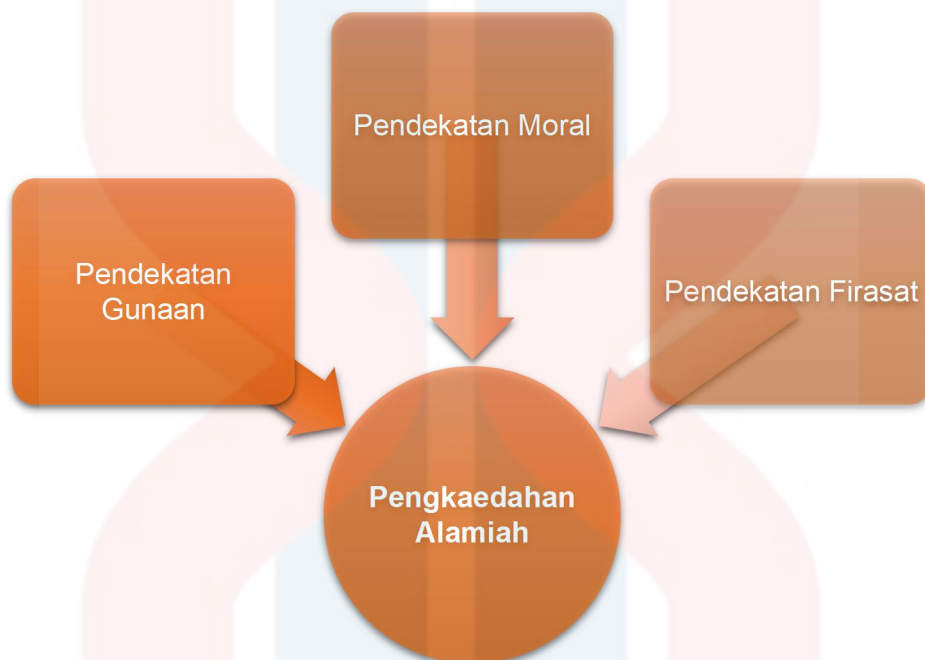 Pendekatan Moral
Pendekatan
Gunaan
Pendekatan Firasat
Pengkaedahan
Alamiah